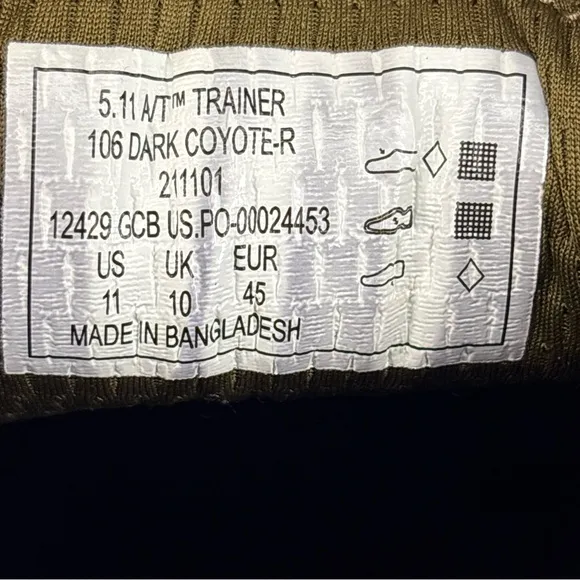 5.11 A/T™ TRAINER
106 DARK COYOTE-R
211101
12429 GCB US.PO-00024453
US UK EUR
11 10 45
MADE IN BANGLADESH